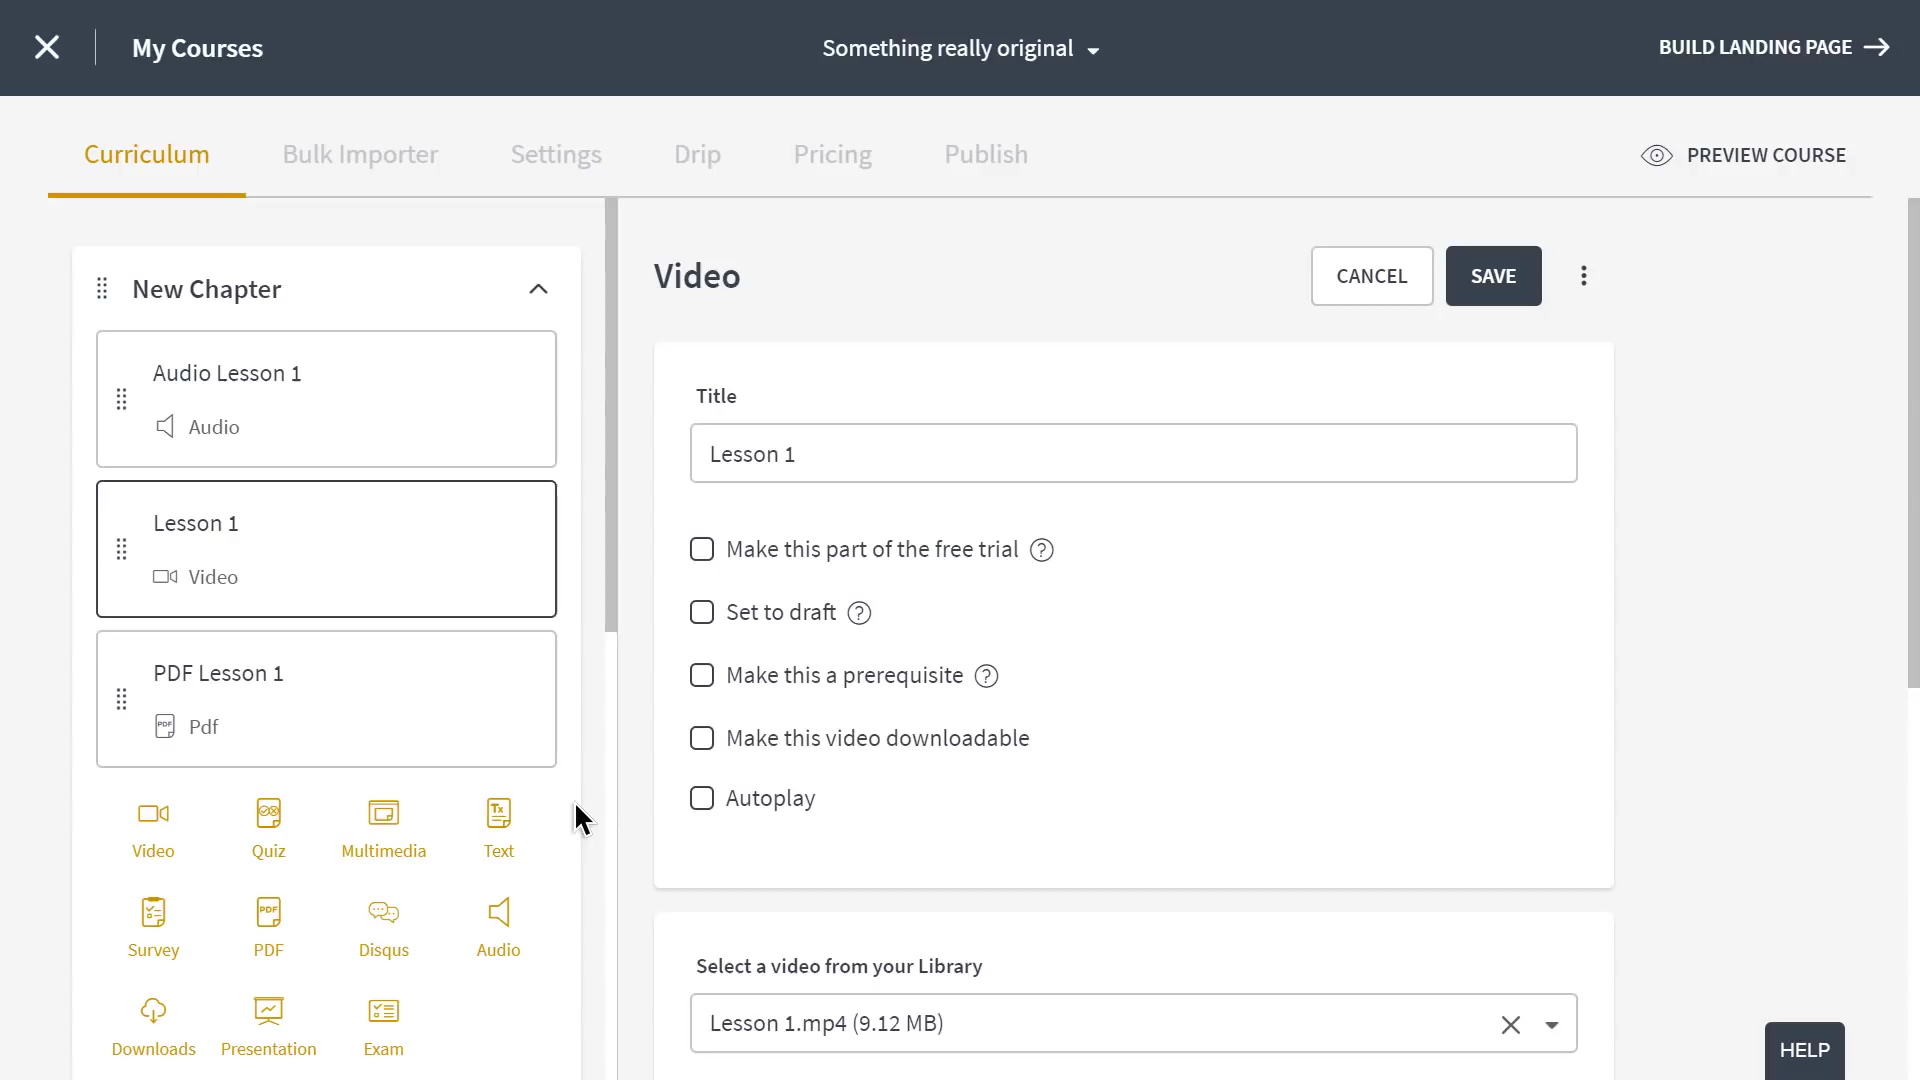 My Courses
Something really original
BUILD LANDING PAGE
Curriculum
Bulk Importer
Settings
Drip
Pricing
Publish
PREVIEW COURSE
New Chapter
Audio Lesson 1
Audio
Lesson 1
Video
PDF Lesson 1
PDF
Pdf
Video
Quiz
Multimedia
Tx
Text
Survey
PDF
PDF
Disqus
Audio
Downloads
Presentation
Exam
Video
CANCEL
SAVE
Title
Lesson 1
Make this part of the free trial ?
Set to draft ?
Make this a prerequisite ?
Make this video downloadable
Autoplay
Select a video from your Library
Lesson 1.mp4 (9.12 MB)
HELP